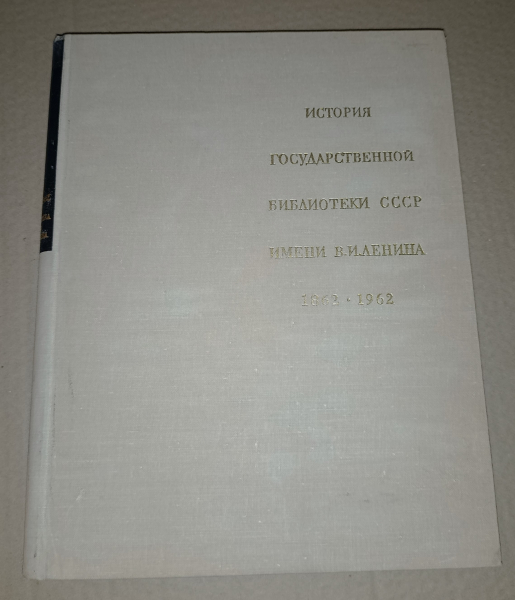 ИСТОРИЯ
ГОСУДАРСТВЕННОЙ
БИБЛИОТЕКИ СССР
ИМЕНИ В.И.ЛЕНИНА
1862 • 1962